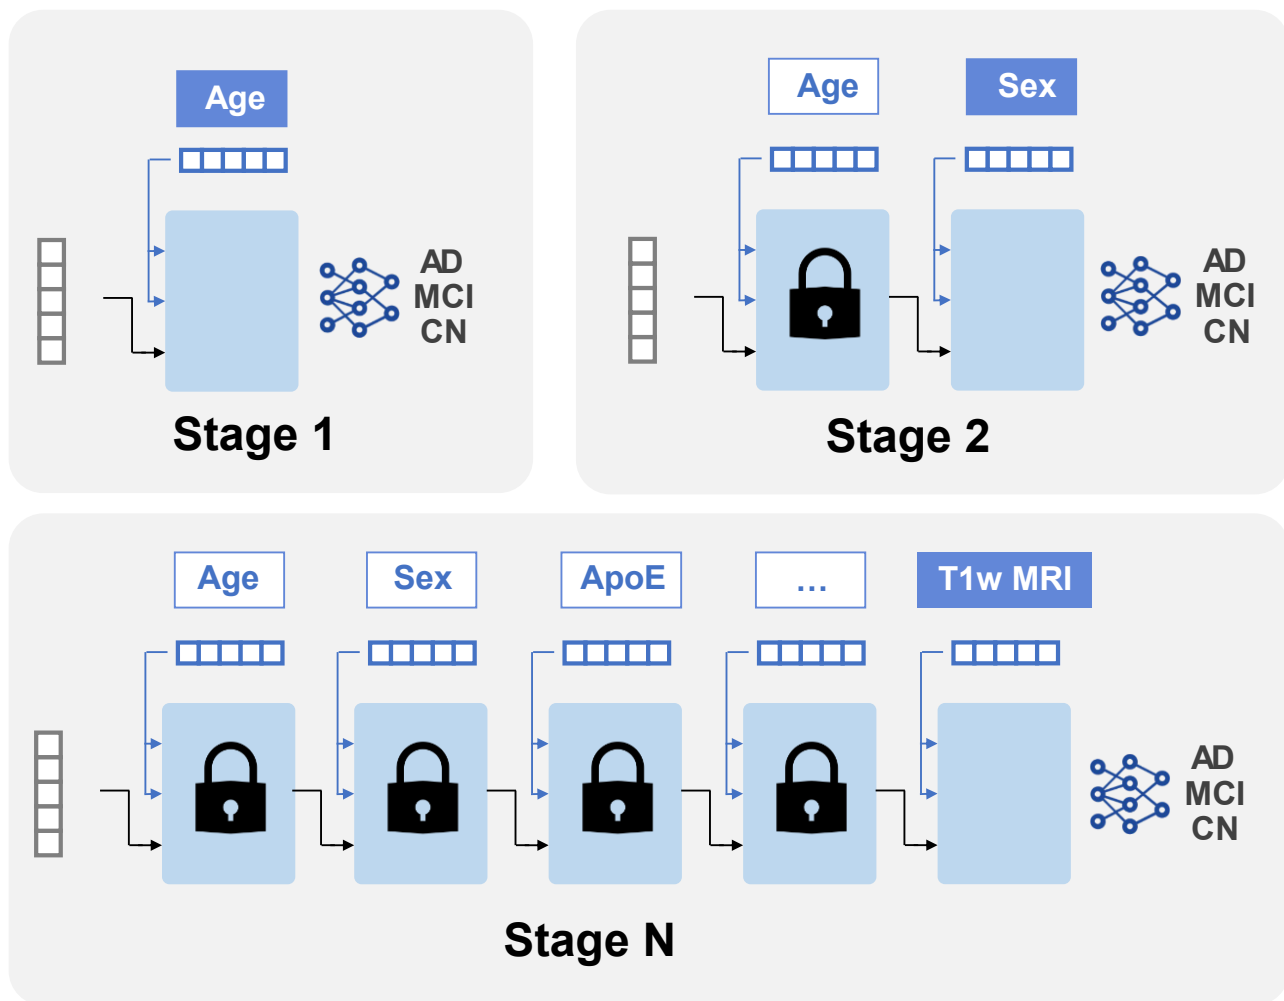 Age
AD
MCI
CN
Stage 1
Age Sex
AD
MCI
CN
Stage 2
Age Sex ApoE ... T1w MRI
AD
MCI
CN
Stage N